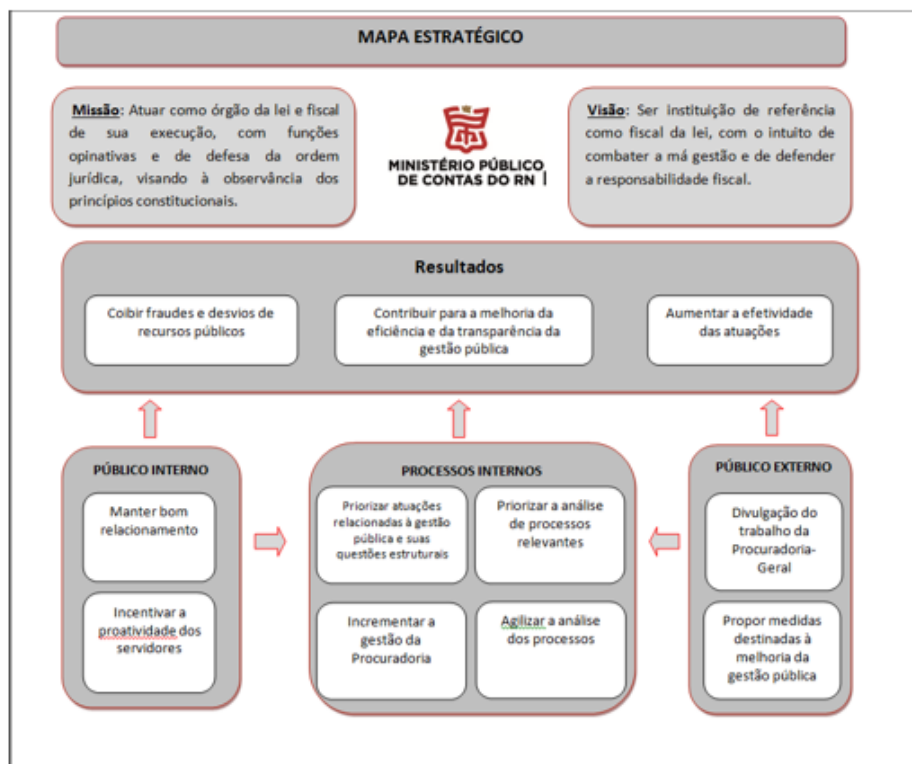 MAPA ESTRATÉGICO
Missão: Atuar como órgão da lei e fiscal
de sua execução, com funções
opinativas e de defesa da ordem
jurídica, visando à observância dos
princípios constitucionais.
MINISTÉRIO PÚBLICO
DE CONTAS DO RN
Visão: Ser instituição de referência
como fiscal da lei, com o intuito de
combater a má gestão e de defender
a responsabilidade fiscal.
Resultados
Coibir fraudes e desvios de
recursos públicos
Contribuir para a melhoria da
eficiência e da transparência da
gestão pública
Aumentar a efetividade
das atuações
PÚBLICO INTERNO
Manter bom
relacionamento
Incentivar a
proatividade dos
servidores
PROCESSOS INTERNOS
Priorizar atuações
relacionadas à gestão
pública e suas
questões estruturais
Priorizar a análise
de processos
relevantes
Incrementar a
gestão da
Procuradoria
Agilizar a análise
dos processos
PÚBLICO EXTERNO
Divulgação do
trabalho da
Procuradoria-
Geral
Propor medidas
destinadas à
melhoria da
gestão pública